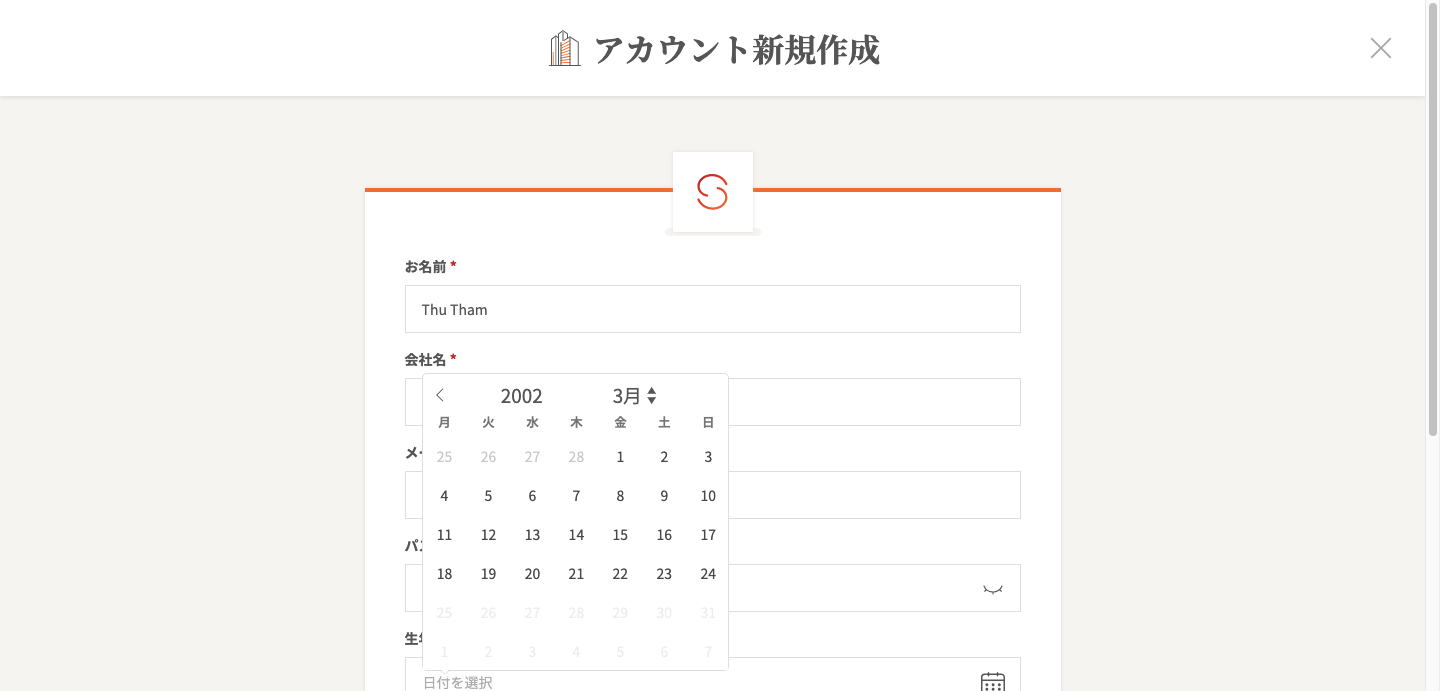 アカウント新規作成
お名前 *
Thu Tham
会社名 *
2002 3月
月 火 水 木 金 土 日
25 26 27 28 1 2 3
4 5 6 7 8 9 10
11 12 13 14 15 16 17
18 19 20 21 22 23 24
25 26 27 28 29 30 31
1 2 3 4 5 6 7
日付を選択